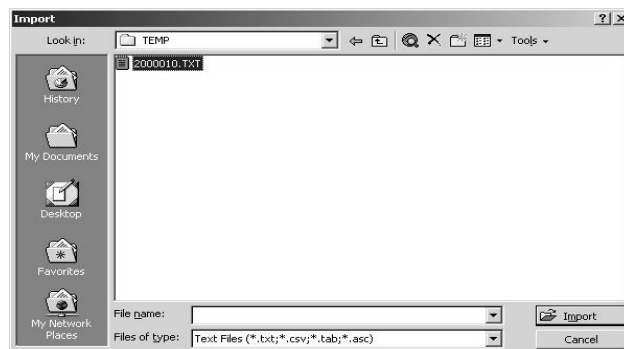 Import
Look in:
TEMP
Tools
2000010.TXT
History
My Documents
Desktop
Favorites
My Network
Places
File name:
Import
Files of type:
Text Files (*.txt;*.csv;*.tab;*.asc)
Cancel